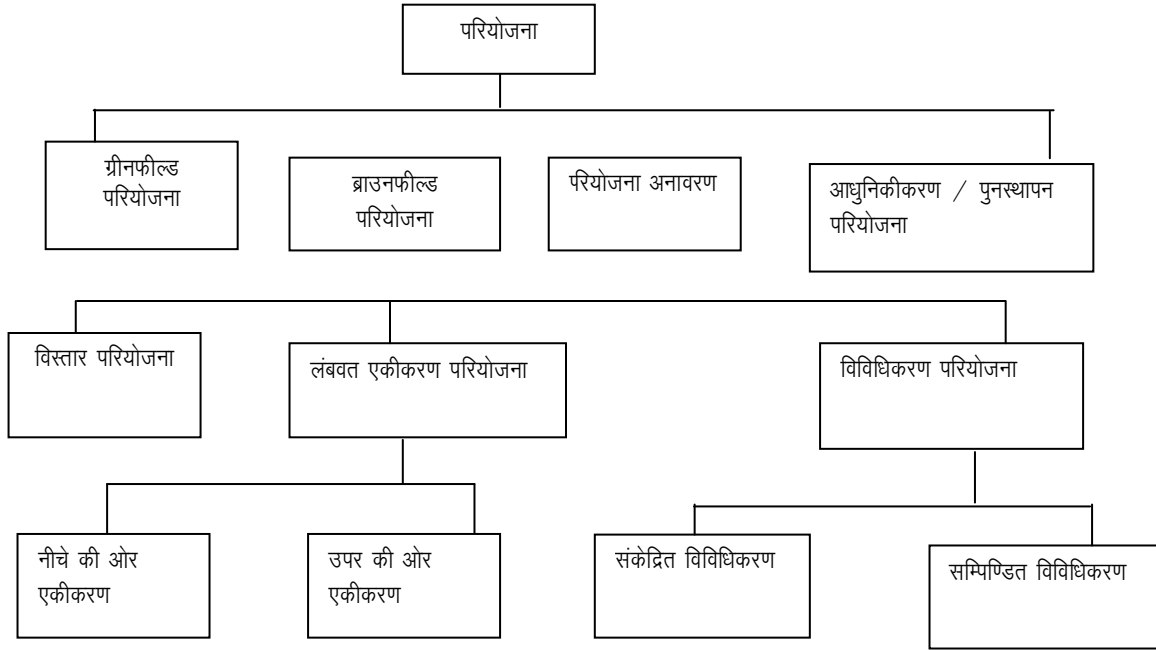 परियोजना
ग्रीनफील्ड
परियोजना
ब्राउनफील्ड
परियोजना
परियोजना अनावरण
आधुनिकीकरण / पुनस्थापन
परियोजना
विस्तार परियोजना
लंबवत एकीकरण परियोजना
विविधिकरण परियोजना
नीचे की ओर
एकीकरण
उपर की ओर
एकीकरण
संकेद्रित विविधिकरण
सम्पिण्डित विविधिकरण